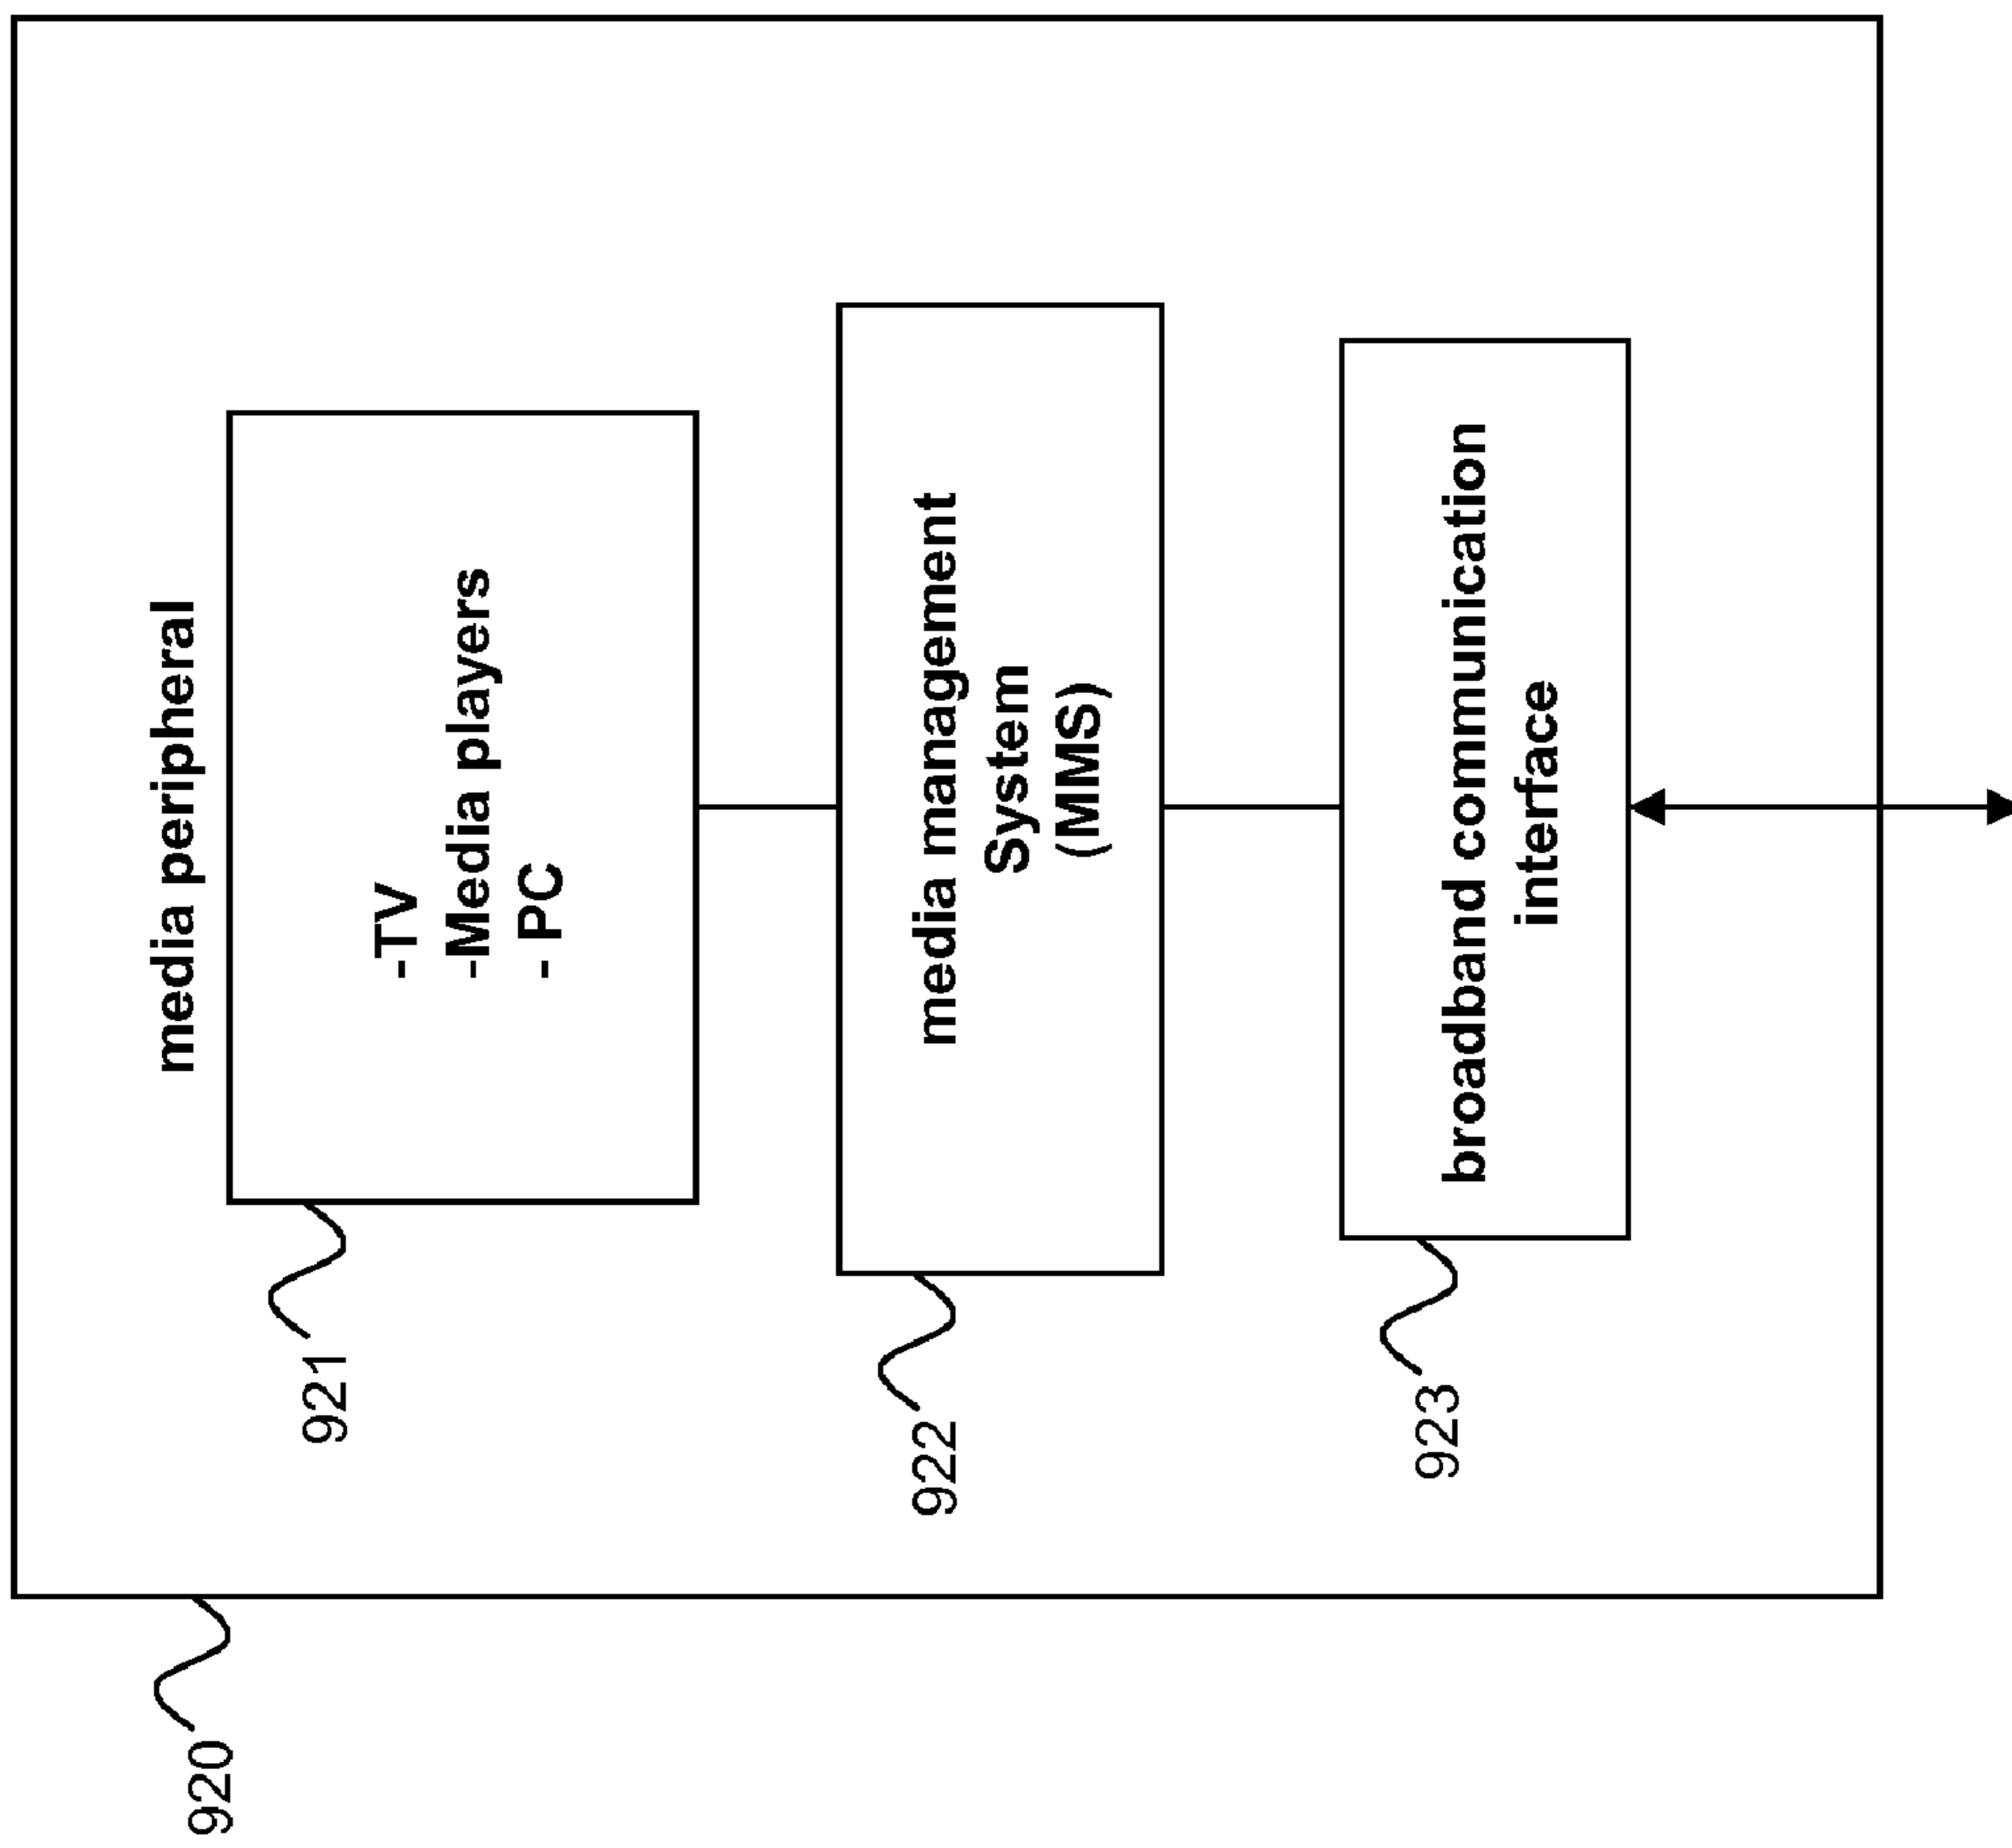 media peripheral
-TV
-Media players
- PC
media management
System
(MMS)
broadband communication
interface
920
921
922
923